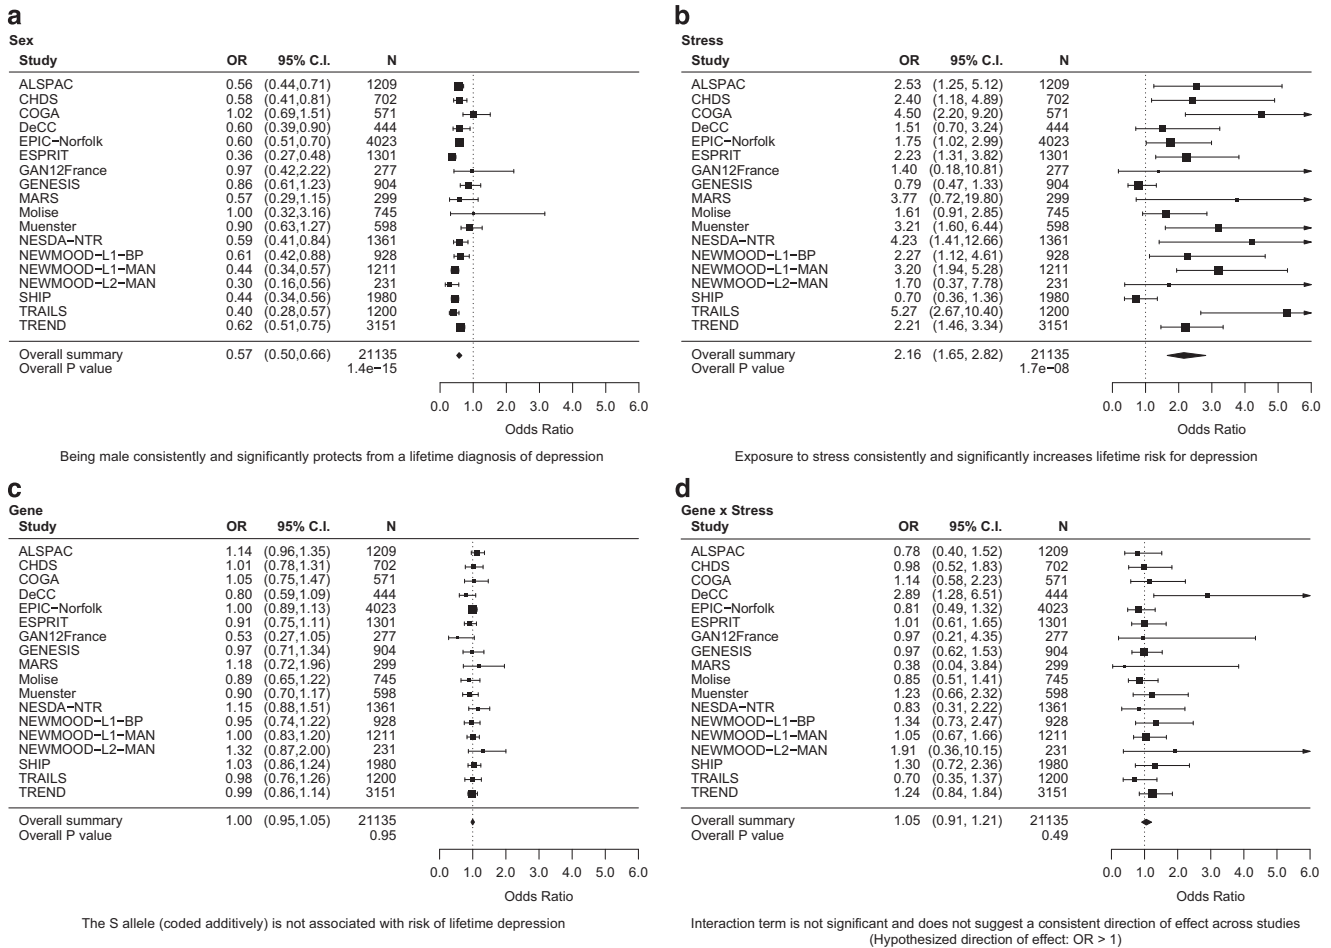 a
Sex
Study OR 95% C.I. N
ALSPAC 0.56 (0.44,0.71) 1209
CHDS 0.58 (0.41,0.81) 702
COGA 1.02 (0.69,1.51) 571
DeCC 0.60 (0.39,0.90) 444
EPIC−Norfolk 0.60 (0.51,0.70) 4023
ESPRIT 0.36 (0.27,0.48) 1301
GAN12France 0.97 (0.42,2.22) 277
GENESIS 0.86 (0.61,1.23) 904
MARS 0.57 (0.29,1.15) 299
Molise 1.00 (0.32,3.16) 745
Muenster 0.90 (0.63,1.27) 598
NESDA−NTR 0.59 (0.41,0.84) 1361
NEWMOOD−L1−BP 0.61 (0.42,0.88) 928
NEWMOOD−L1−MAN 0.44 (0.34,0.57) 1211
NEWMOOD−L2−MAN 0.30 (0.16,0.56) 231
SHIP 0.44 (0.34,0.56) 1980
TRAILS 0.40 (0.28,0.57) 1200
TREND 0.62 (0.51,0.75) 3151
Overall summary 0.57 (0.50,0.66) 21135
Overall P value 1.4e−15
0.0 1.0 2.0 3.0 4.0 5.0 6.0
Odds Ratio
Being male consistently and significantly protects from a lifetime diagnosis of depression
b
Stress
Study OR 95% C.I. N
ALSPAC 2.53 (1.25, 5.12) 1209
CHDS 2.40 (1.18, 4.89) 702
COGA 4.50 (2.20, 9.20) 571
DeCC 1.51 (0.70, 3.24) 444
EPIC−Norfolk 1.75 (1.02, 2.99) 4023
ESPRIT 2.23 (1.31, 3.82) 1301
GAN12France 1.40 (0.18,10.81) 277
GENESIS 0.79 (0.47, 1.33) 904
MARS 3.77 (0.72,19.80) 299
Molise 1.61 (0.91, 2.85) 745
Muenster 3.21 (1.60, 6.44) 598
NESDA−NTR 4.23 (1.41,12.66) 1361
NEWMOOD−L1−BP 2.27 (1.12, 4.61) 928
NEWMOOD−L1−MAN 3.20 (1.94, 5.28) 1211
NEWMOOD−L2−MAN 1.70 (0.37, 7.78) 231
SHIP 0.70 (0.36, 1.36) 1980
TRAILS 5.27 (2.67,10.40) 1200
TREND 2.21 (1.46, 3.34) 3151
Overall summary 2.16 (1.65, 2.82) 21135
Overall P value 1.7e−08
0.0 1.0 2.0 3.0 4.0 5.0 6.0
Odds Ratio
Exposure to stress consistently and significantly increases lifetime risk for depression
c
Gene
Study OR 95% C.I. N
ALSPAC 1.14 (0.96,1.35) 1209
CHDS 1.01 (0.78,1.31) 702
COGA 1.05 (0.75,1.47) 571
DeCC 0.80 (0.59,1.09) 444
EPIC−Norfolk 1.00 (0.89,1.13) 4023
ESPRIT 0.91 (0.75,1.11) 1301
GAN12France 0.53 (0.27,1.05) 277
GENESIS 0.97 (0.71,1.34) 904
MARS 1.18 (0.72,1.96) 299
Molise 0.89 (0.65,1.22) 745
Muenster 0.90 (0.70,1.17) 598
NESDA−NTR 1.15 (0.88,1.51) 1361
NEWMOOD−L1−BP 0.95 (0.74,1.22) 928
NEWMOOD−L1−MAN 1.00 (0.83,1.20) 1211
NEWMOOD−L2−MAN 1.32 (0.87,2.00) 231
SHIP 1.03 (0.86,1.24) 1980
TRAILS 0.98 (0.76,1.26) 1200
TREND 0.99 (0.86,1.14) 3151
Overall summary 1.00 (0.95,1.05) 21135
Overall P value 0.95
0.0 1.0 2.0 3.0 4.0 5.0 6.0
Odds Ratio
The S allele (coded additively) is not associated with risk of lifetime depression
d
Gene x Stress
Study OR 95% C.I. N
ALSPAC 0.78 (0.40, 1.52) 1209
CHDS 0.98 (0.52, 1.83) 702
COGA 1.14 (0.58, 2.23) 571
DeCC 2.89 (1.28, 6.51) 444
EPIC−Norfolk 0.81 (0.49, 1.32) 4023
ESPRIT 1.01 (0.61, 1.65) 1301
GAN12France 0.97 (0.21, 4.35) 277
GENESIS 0.97 (0.62, 1.53) 904
MARS 0.38 (0.04, 3.84) 299
Molise 0.85 (0.51, 1.41) 745
Muenster 1.23 (0.66, 2.32) 598
NESDA−NTR 0.83 (0.31, 2.22) 1361
NEWMOOD−L1−BP 1.34 (0.73, 2.47) 928
NEWMOOD−L1−MAN 1.05 (0.67, 1.66) 1211
NEWMOOD−L2−MAN 1.91 (0.36,10.15) 231
SHIP 1.30 (0.72, 2.36) 1980
TRAILS 0.70 (0.35, 1.37) 1200
TREND 1.24 (0.84, 1.84) 3151
Overall summary 1.05 (0.91, 1.21) 21135
Overall P value 0.49
0.0 1.0 2.0 3.0 4.0 5.0 6.0
Odds Ratio
Interaction term is not significant and does not suggest a consistent direction of effect across studies
(Hypothesized direction of effect: OR > 1)